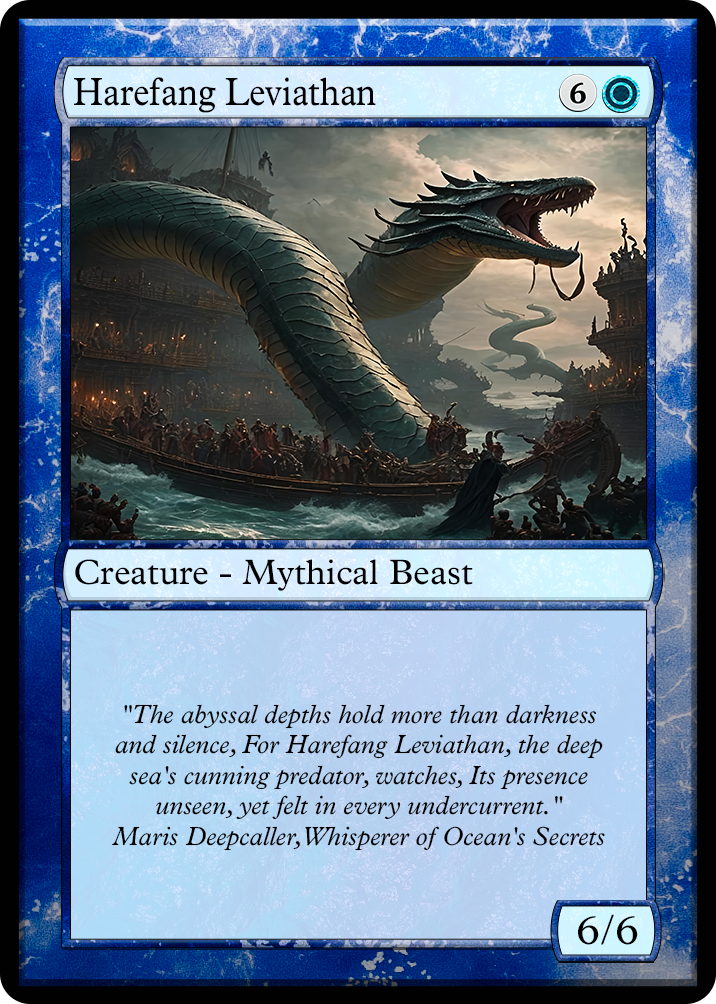 Harefang Leviathan 6
Creature - Mythical Beast
"The abyssal depths hold more than darkness
and silence, For Harefang Leviathan, the deep
sea's cunning predator, watches, Its presence
unseen, yet felt in every undercurrent."
Maris Deepcaller,Whisperer of Ocean's Secrets
6/6